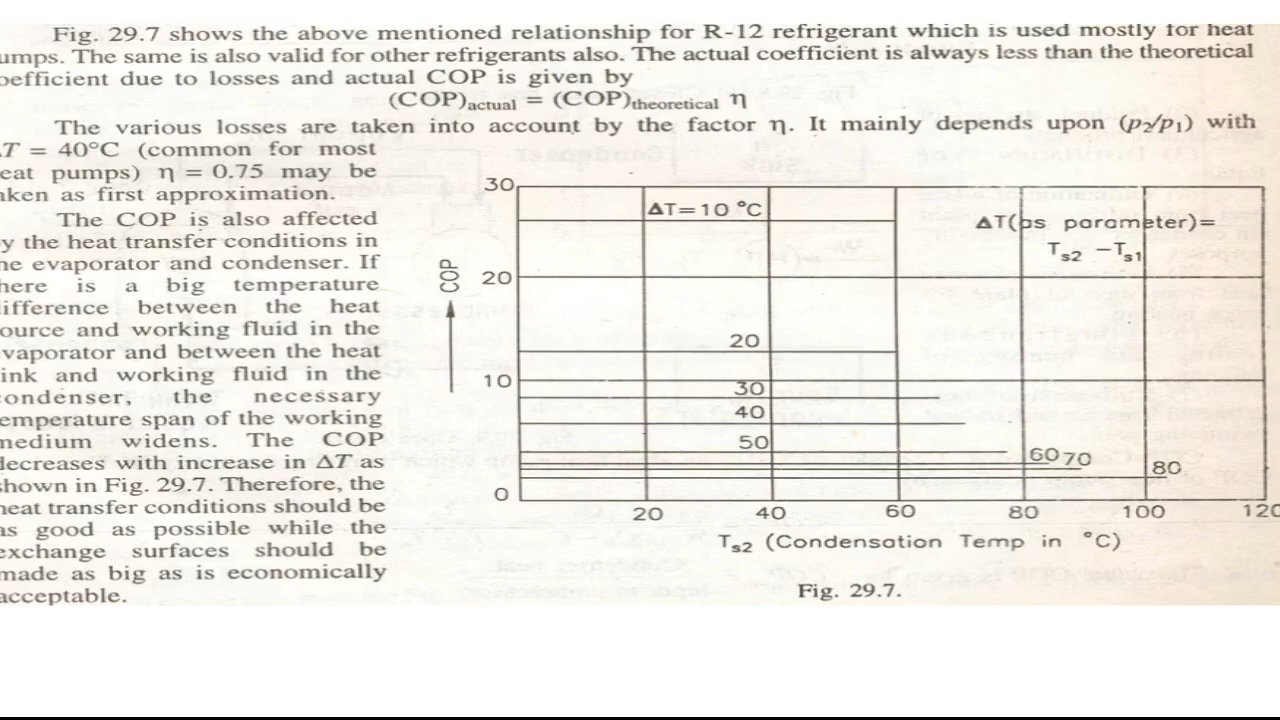 Fig. 29.7 shows the above mentioned relationship for R-12 refrigerant which is used mostly for heat
umps. The same is also valid for other refrigerants also. The actual coefficient is always less than the theoretical
oefficient due to losses and actual COP is given by
(COP)actual = (COP)theoretical η
The various losses are taken into account by the factor η. It mainly depends upon (p₂/p₁) with
T = 40°C (common for most
eat pumps) η = 0.75 may be
aken as first approximation.
The COP is also affected
y the heat transfer conditions in
he evaporator and condenser. If
here is a big temperature
ifference between the heat
ource and working fluid in the
vaporator and between the heat
ink and working fluid in the
condenser, the necessary
emperature span of the working
medium widens. The COP
decreases with increase in ΔT as
shown in Fig. 29.7. Therefore, the
heat transfer conditions should be
as good as possible while the
exchange surfaces should be
made as big as is economically
acceptable.
30
ΔT=10 °C
ΔT(as parameter)=
Ts2 -Ts1
COP
20
20
10
30
40
50
60 70
80
0
20 40 60 80 100 120
Ts2 (Condensation Temp in °C)
Fig. 29.7.